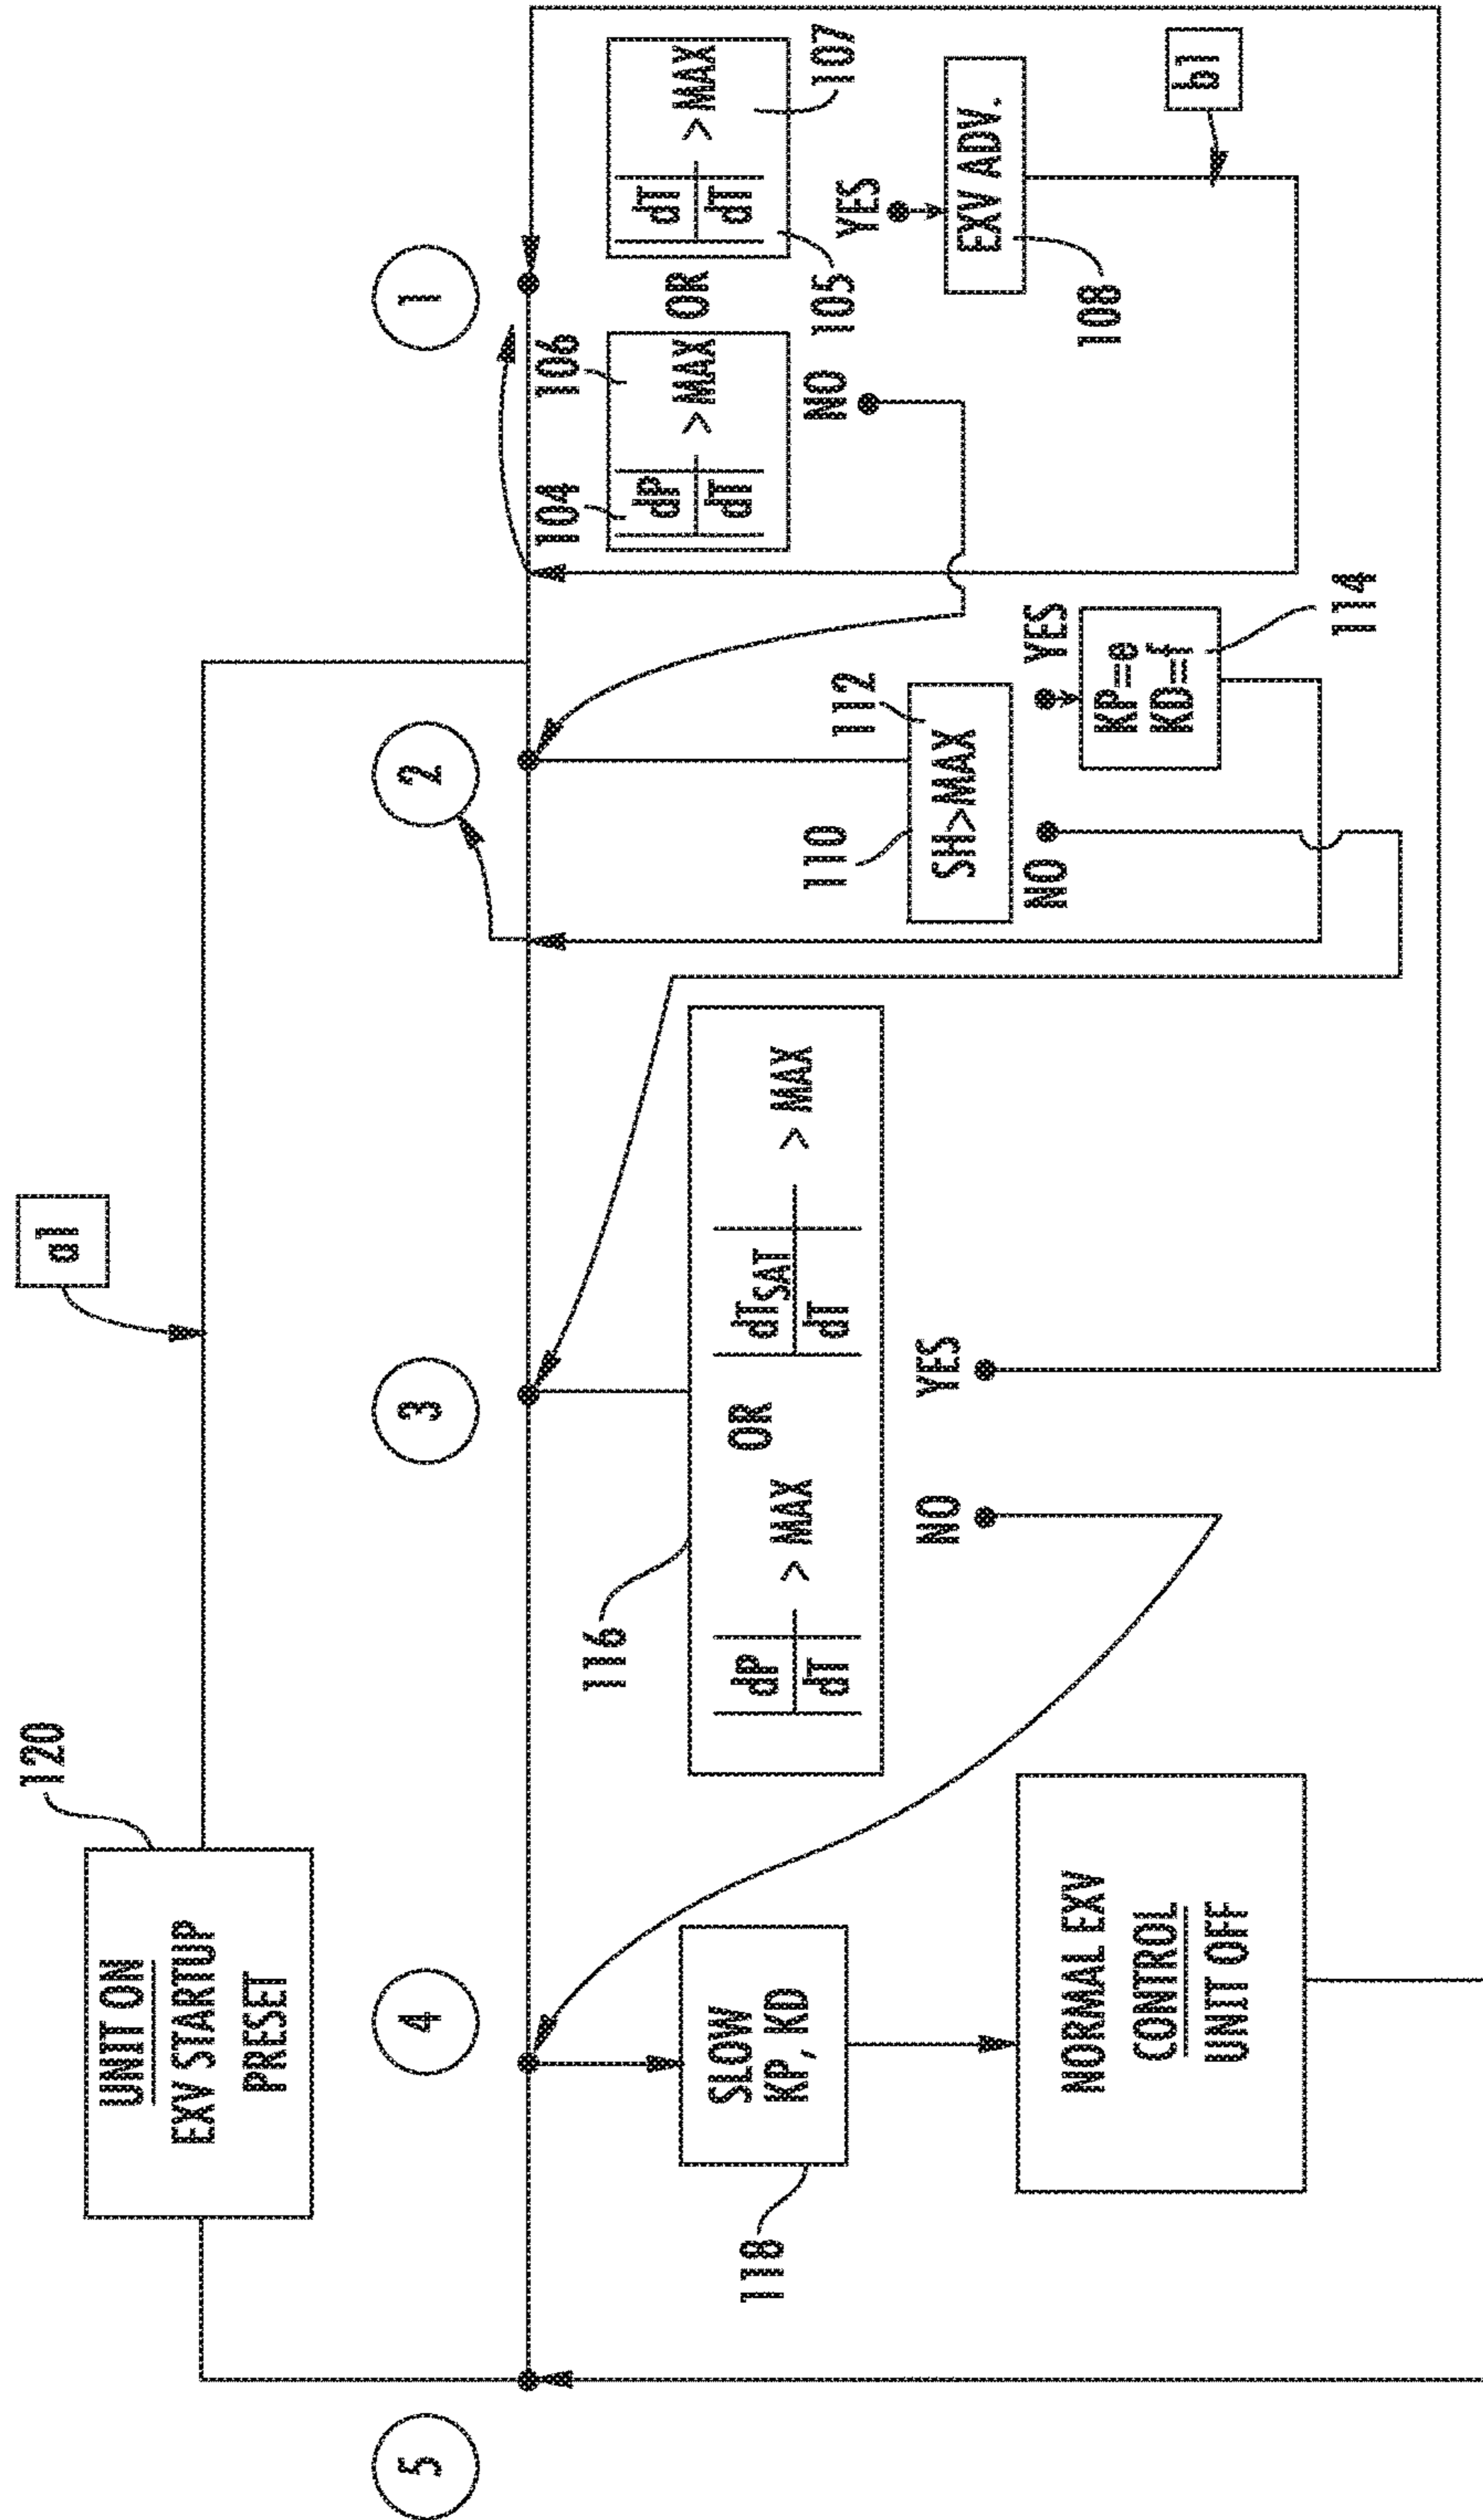 120
a1
UNIT ON
EXV STARTUP
PRESET
5
4
3
2
1
118
SLOW
KP, KD
NORMAL EXV
CONTROL
UNIT OFF
116
dP
dT
> MAX
OR
dTSAT
dT
> MAX
NO
YES
110
112
SH>MAX
NO
YES
KP=e
KD=f
114
104
106
dP
dT
>MAX
OR
dT
dT
>MAX
105
107
NO
YES
EXV ADV.
108
b1